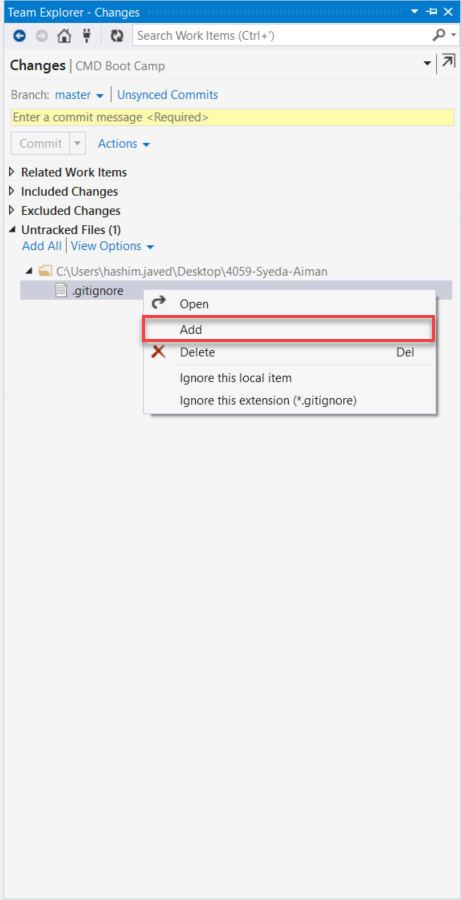 Team Explorer - Changes
Search Work Items (Ctrl+')
Changes | CMD Boot Camp
Branch: master | Unsynced Commits
Enter a commit message <Required>
Commit Actions
Related Work Items
Included Changes
Excluded Changes
Untracked Files (1)
Add All | View Options
C:\Users\hashim.javed\Desktop\4059-Syeda-Aiman
.gitignore
Open
Add
Delete Del
Ignore this local item
Ignore this extension (*.gitignore)